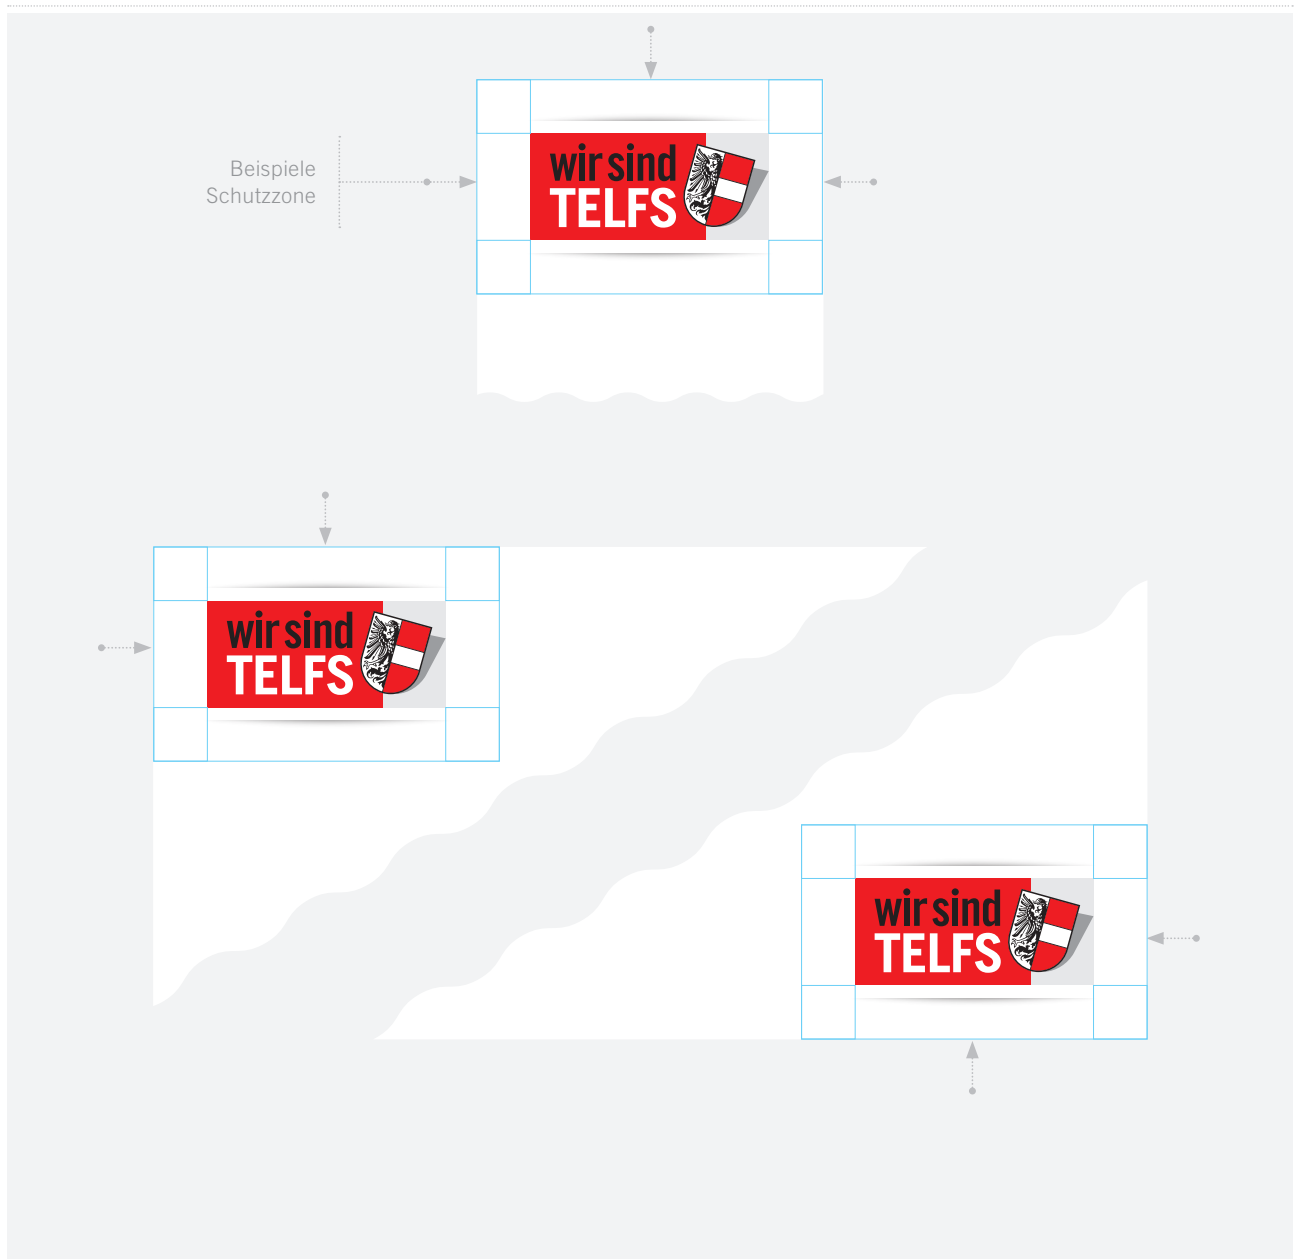 Beispiele
Schutzzone
wir sind
TELFS
wir sind
TELFS
wir sind
TELFS